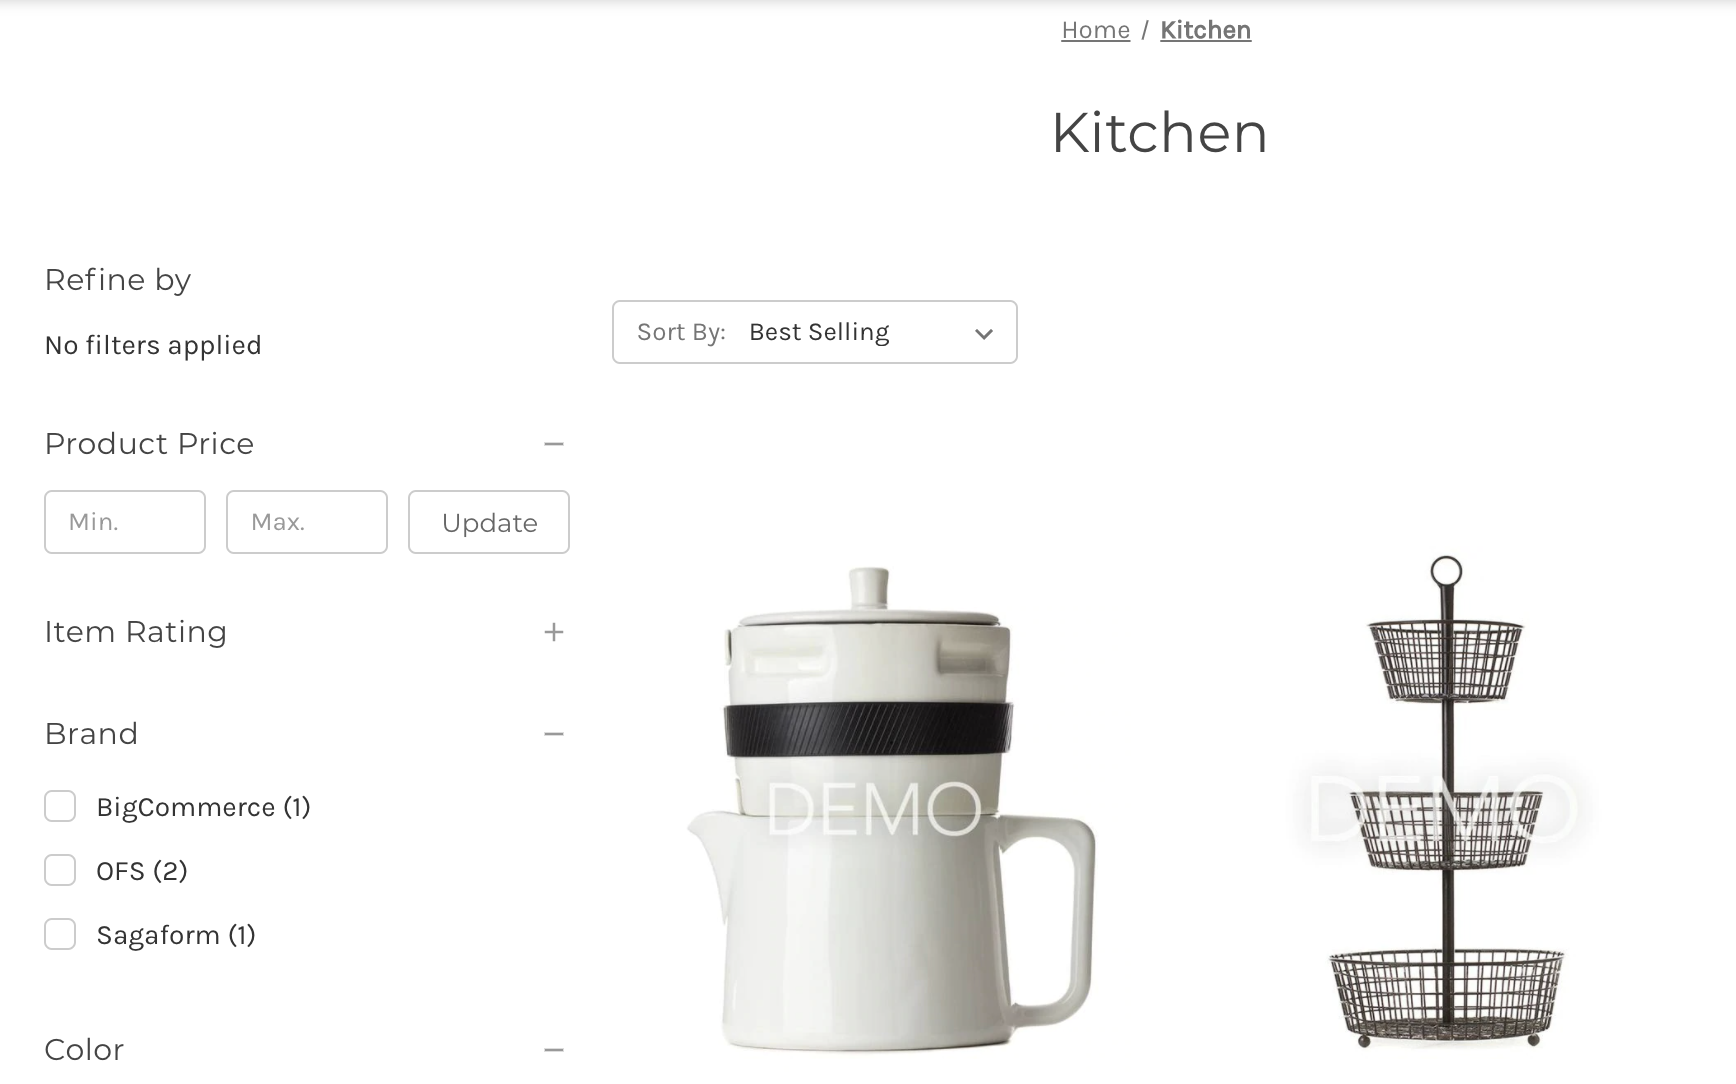 Home / Kitchen
Kitchen
Refine by
No filters applied
Sort By: Best Selling
Product Price
Min.
Max.
Update
Item Rating
Brand
BigCommerce (1)
OFS (2)
Sagaform (1)
Color
DEMO
DEMO